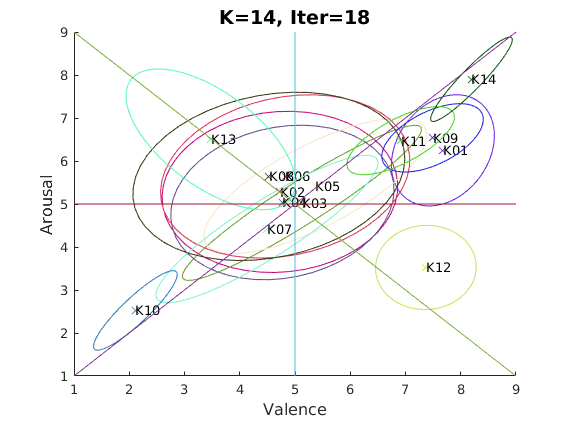 K=14, Iter=18
9
8
7
6
5
4
3
2
1
Arousal
K14
K13
K11
K09
K01
K06
K05
K02
K03
K07
K12
K10
1 2 3 4 5 6 7 8 9
Valence